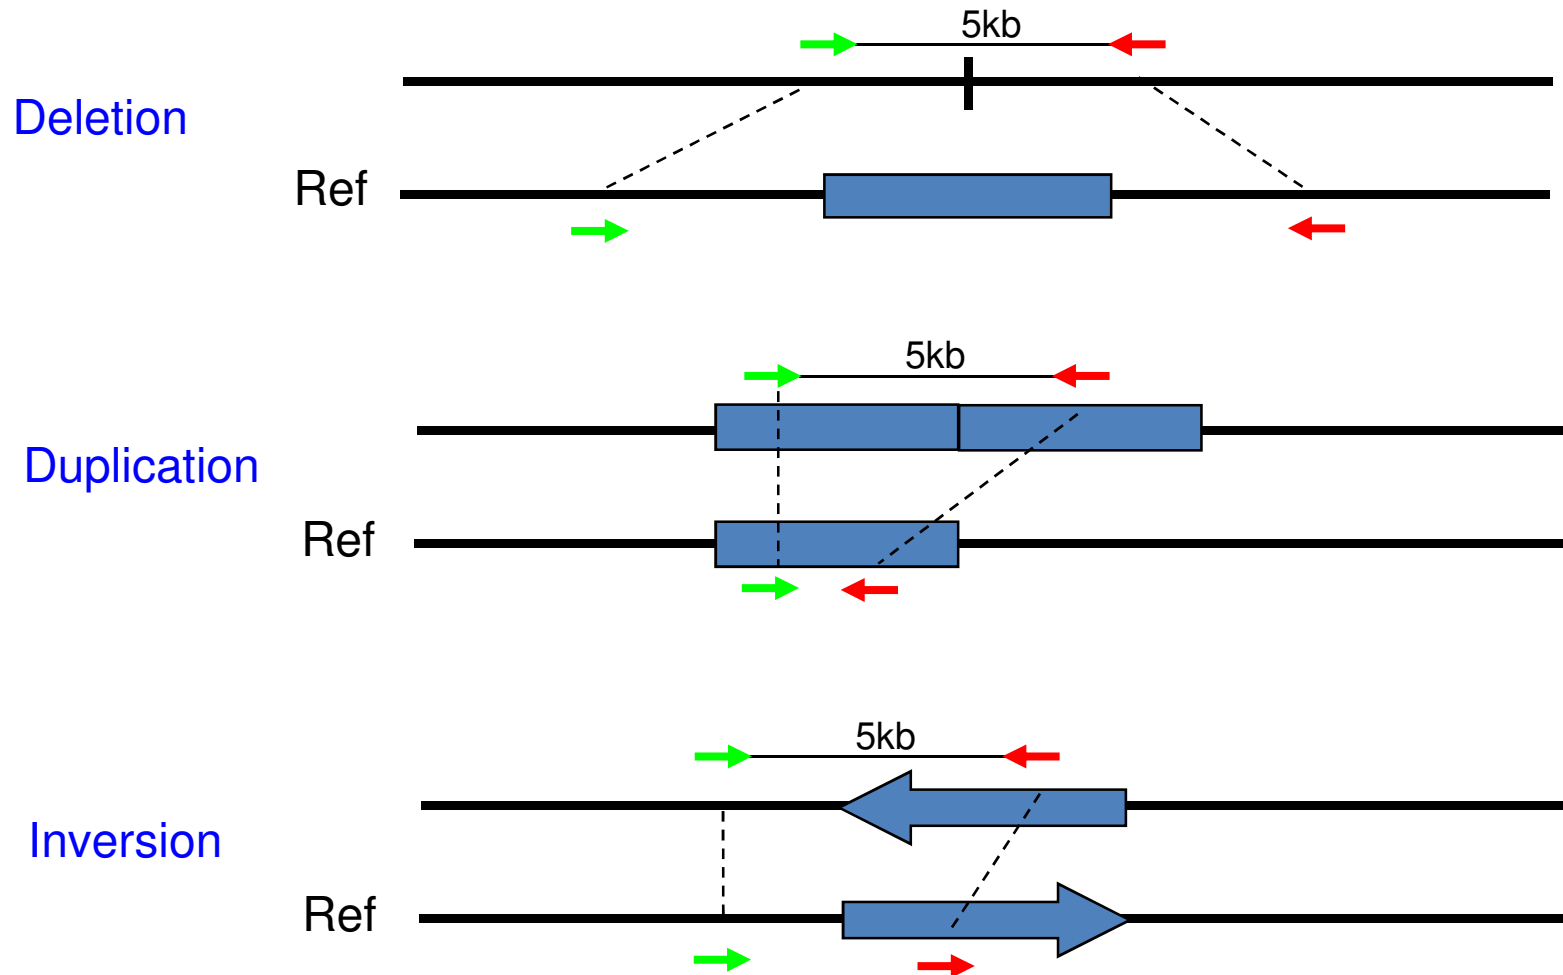 5kb
Deletion
Ref
5kb
Duplication
Ref
5kb
Inversion
Ref